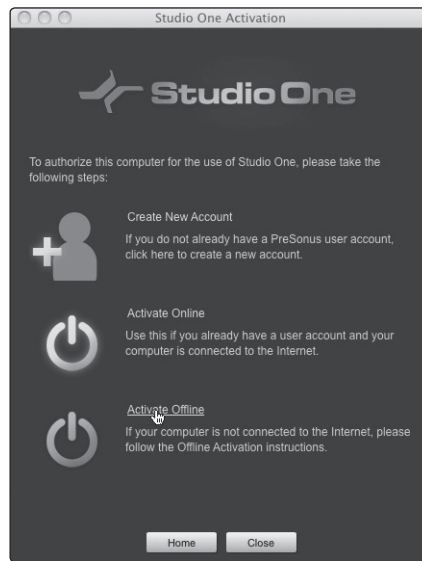 Studio One Activation
Studio One
To authorize this computer for the use of Studio One, please take the
following steps:
Create New Account
If you do not already have a PreSonus user account,
click here to create a new account.
Activate Online
Use this if you already have a user account and your
computer is connected to the Internet.
Activate Offline
If your computer is not connected to the Internet, please
follow the Offline Activation instructions.
Home
Close